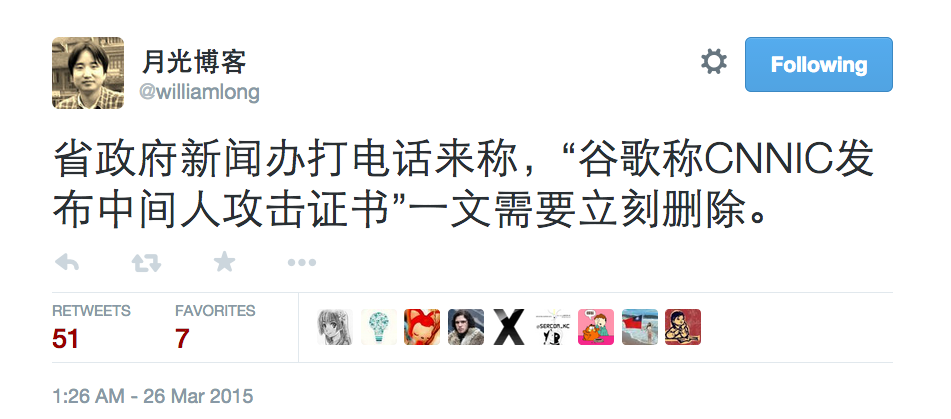 月光博客
@williamlong
Following
省政府新闻办打电话来称，“谷歌称CNNIC发
布中间人攻击证书”一文需要立刻删除。
RETWEETS FAVORITES
51 7
X
@SERCOM_KC
1:26 AM - 26 Mar 2015